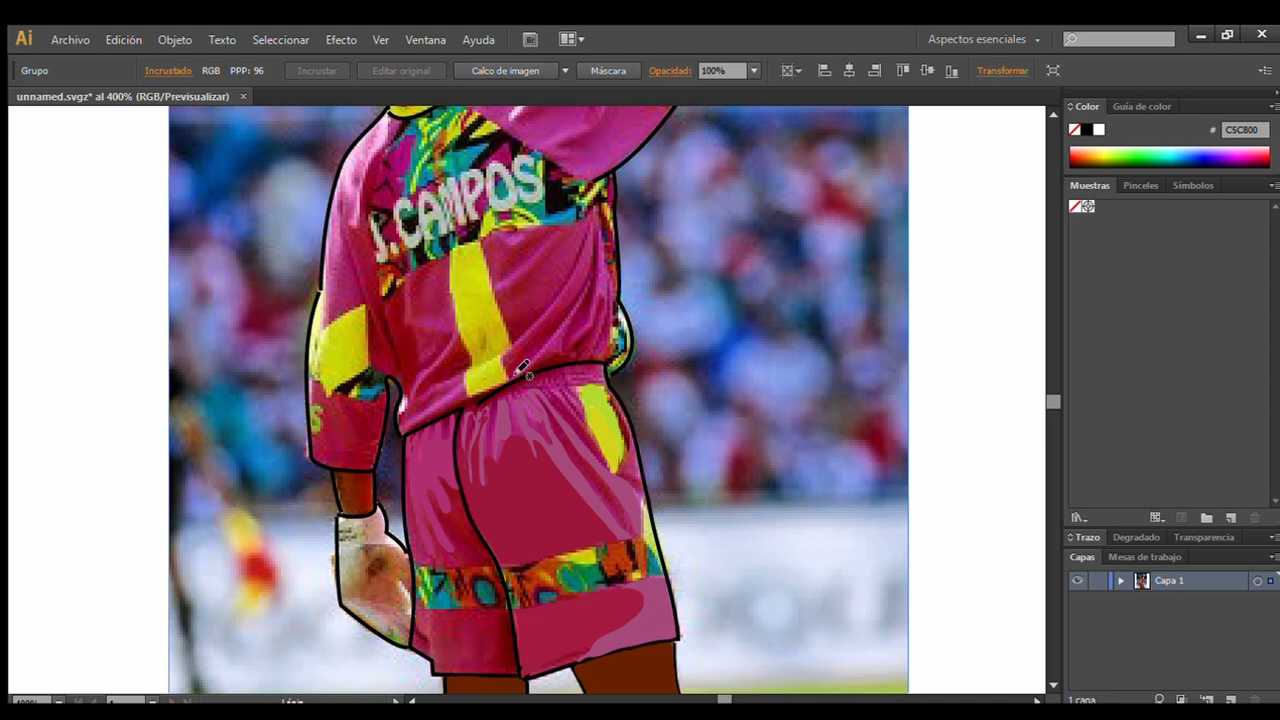 Ai Archivo Edición Objeto Texto Seleccionar Efecto Ver Ventana Ayuda Br Aspectos esenciales
Grupo Incrustado RGB PPP: 96 Incrustar Editar original Calco de imagen Máscara Opacidad: 100% Transformar
unnamed.svgz* al 400% (RGB/Previsualizar) ×
Color Guía de color
# C5C800
Muestras Pinceles Símbolos
J.CAMPOS
Trazo Degradado Transparencia
Capas Mesas de trabajo
Capa 1
1 capa